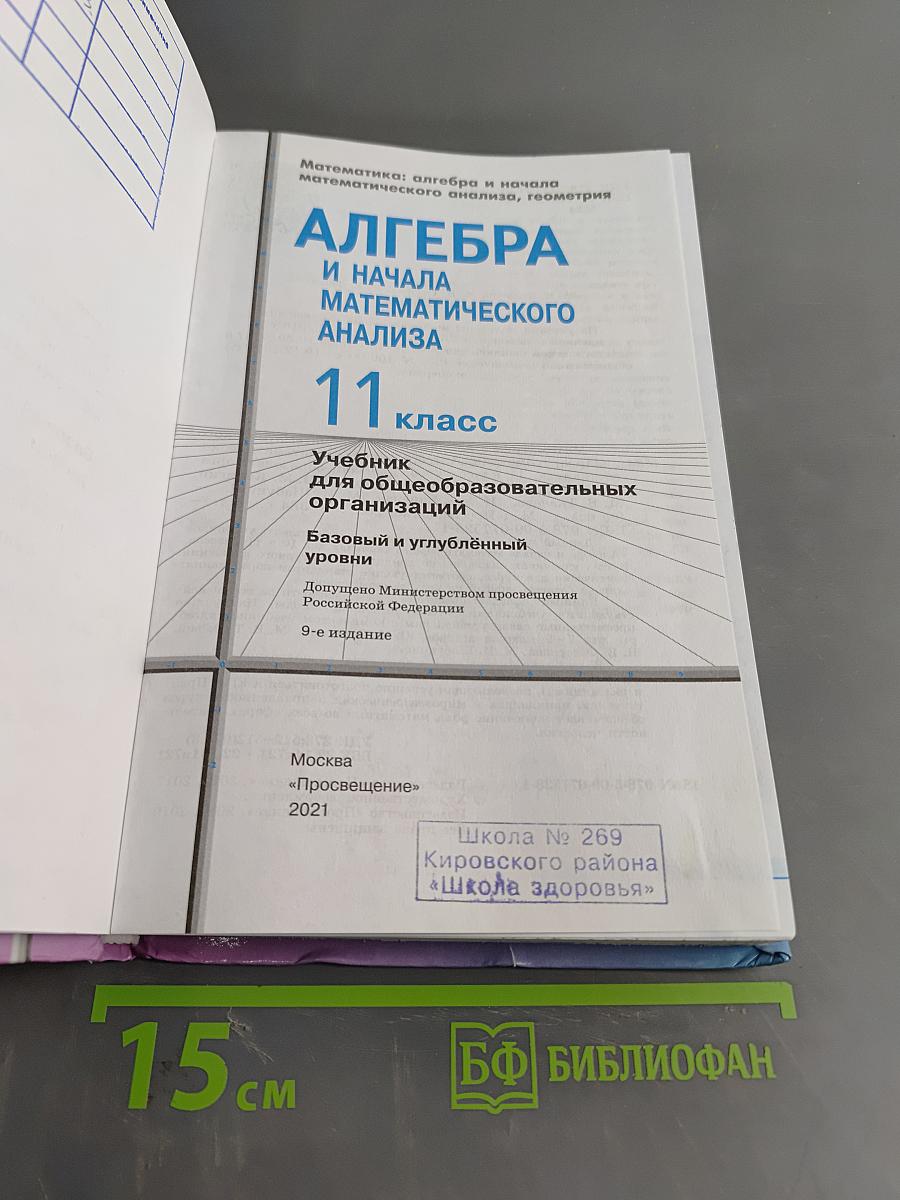 Математика: алгебра и начала
математического анализа, геометрия
АЛГЕБРА
И НАЧАЛА
МАТЕМАТИЧЕСКОГО
АНАЛИЗА
11 класс
Учебник
для общеобразовательных
организаций
Базовый и углублённый
уровни
Допущено Министерством просвещения
Российской Федерации
9-е издание
Москва
«Просвещение»
2021
Школа № 269
Кировского района
«Школа здоровья»
15 см
БФ БИБЛИОФАН